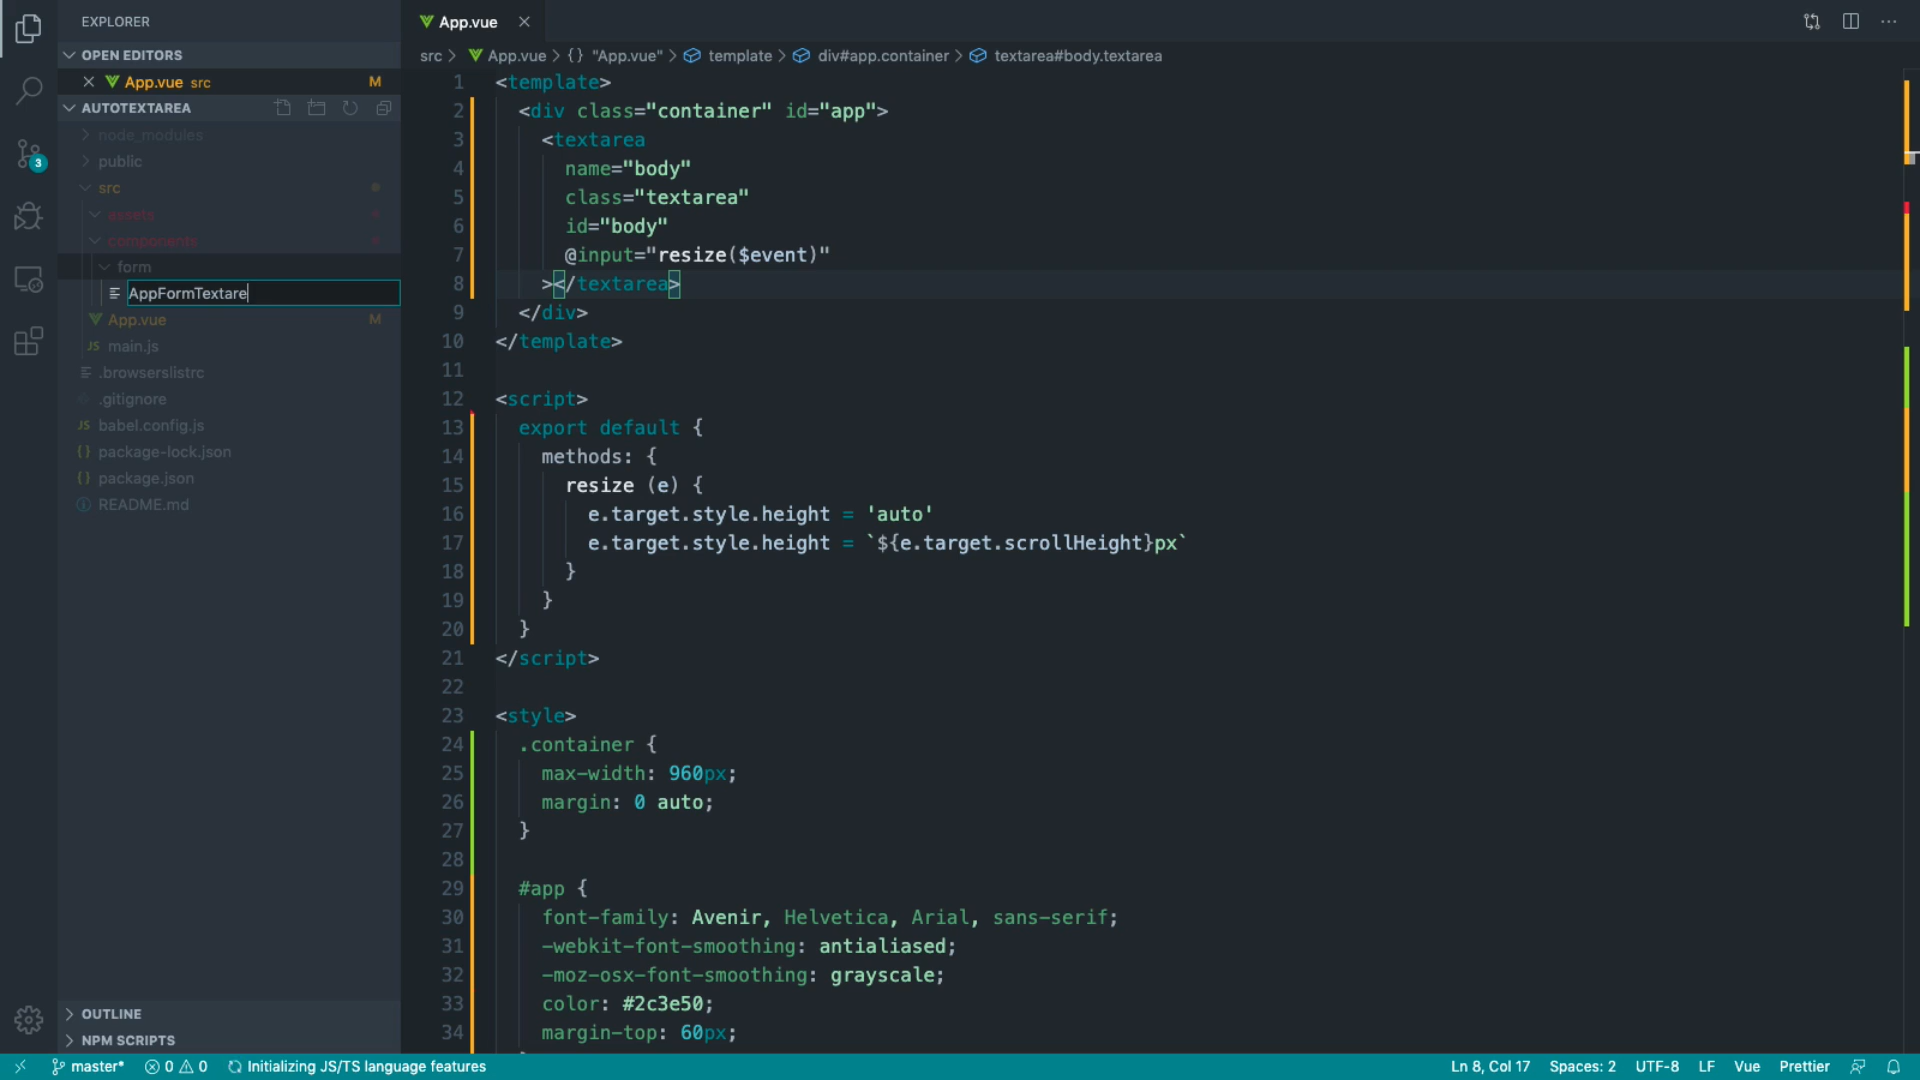 EXPLORER
OPEN EDITORS
App.vue src M
AUTOTEXTAREA
node_modules
public
src
assets
components
form
AppFormTextare
App.vue M
JS main.js
.browserslistrc
.gitignore
JS babel.config.js
{} package-lock.json
{} package.json
README.md
OUTLINE
NPM SCRIPTS
3
App.vue
src > App.vue > {} "App.vue" > template > div#app.container > textarea#body.textarea
1 <template>
2 <div class="container" id="app">
3 <textarea
4 name="body"
5 class="textarea"
6 id="body"
7 @input="resize($event)"
8 ></textarea>
9 </div>
10 </template>
11
12 <script>
13 export default {
14 methods: {
15 resize (e) {
16 e.target.style.height = 'auto'
17 e.target.style.height = `${e.target.scrollHeight}px`
18 }
19 }
20 }
21 </script>
22
23 <style>
24 .container {
25 max-width: 960px;
26 margin: 0 auto;
27 }
28
29 #app {
30 font-family: Avenir, Helvetica, Arial, sans-serif;
31 -webkit-font-smoothing: antialiased;
32 -moz-osx-font-smoothing: grayscale;
33 color: #2c3e50;
34 margin-top: 60px;
master* 0 0 Initializing JS/TS language features Ln 8, Col 17 Spaces: 2 UTF-8 LF Vue Prettier